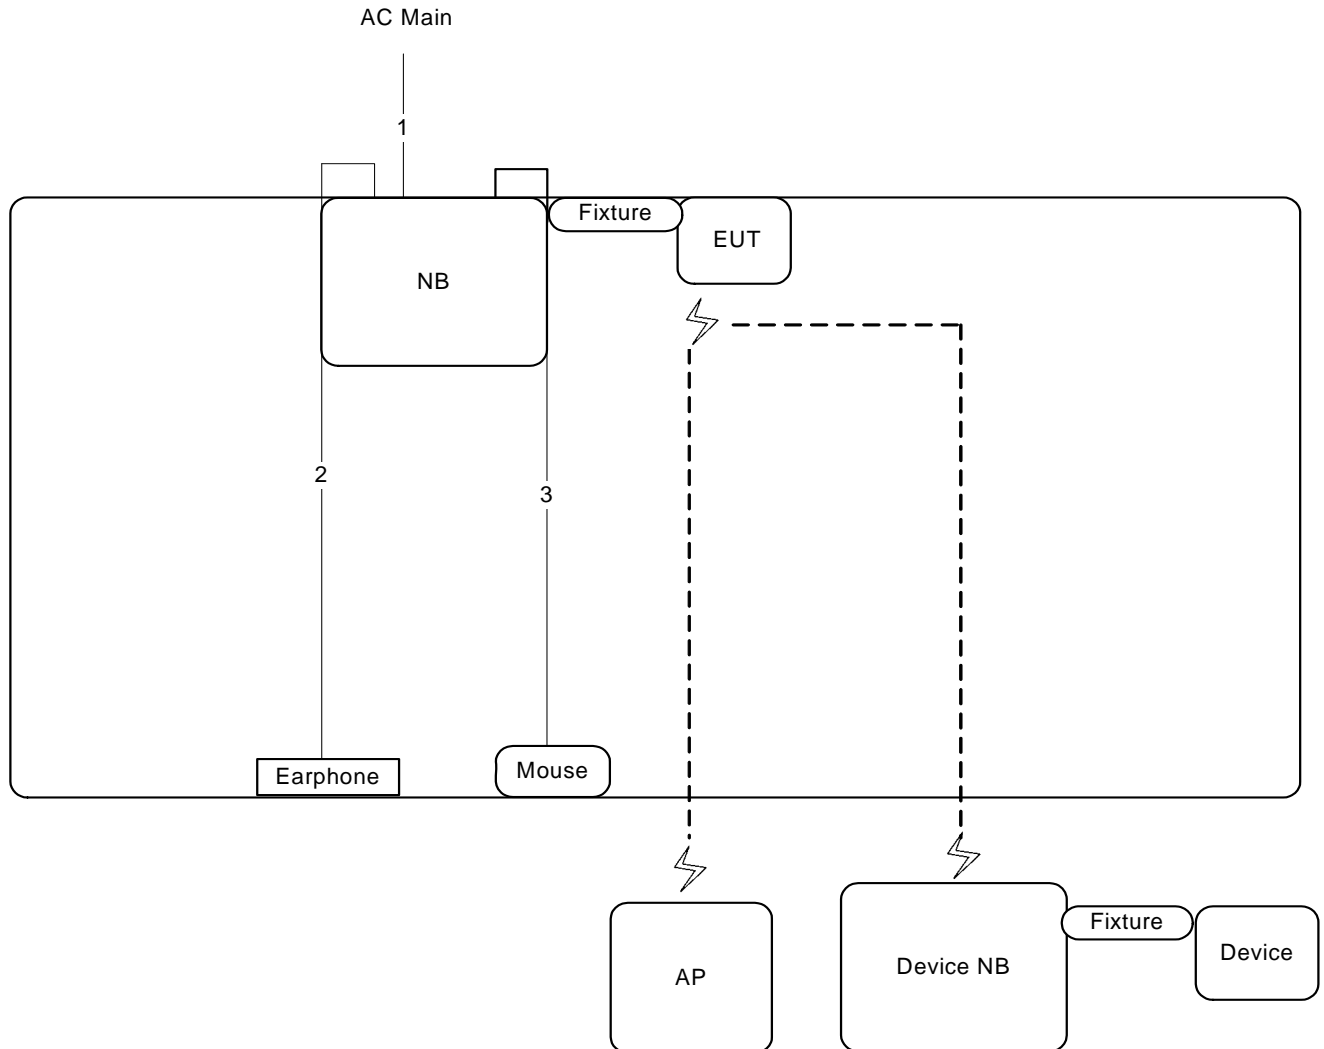 AC Main
1
Fixture
EUT
NB
2
3
Earphone
Mouse
Fixture
Device
Device NB
AP